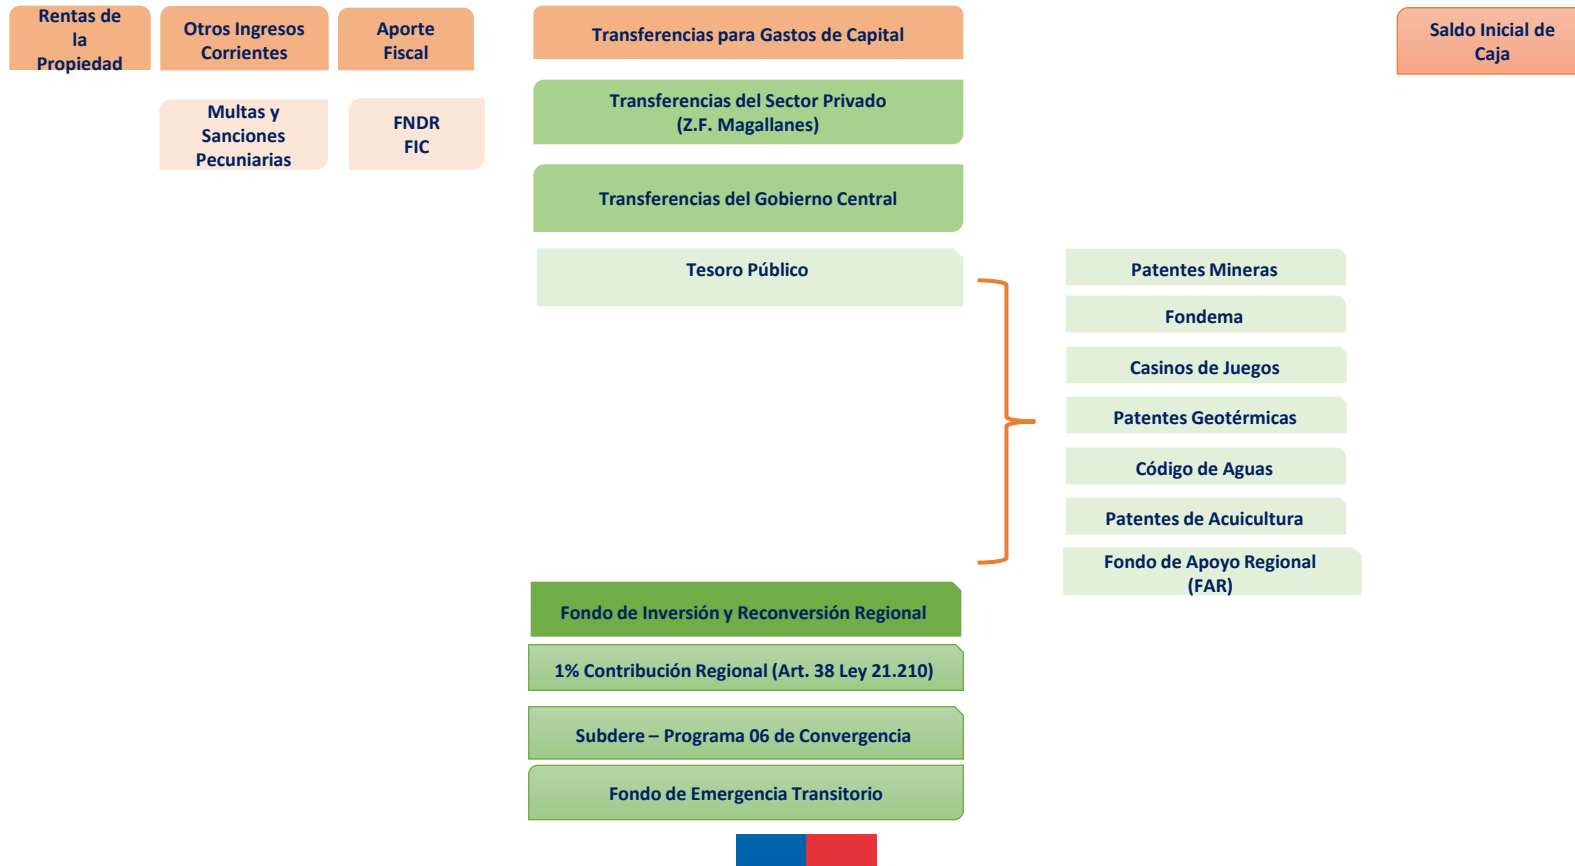 Rentas de
la
Propiedad
Otros Ingresos
Corrientes
Aporte
Fiscal
Transferencias para Gastos de Capital
Saldo Inicial de
Caja
Multas y
Sanciones
Pecuniarias
FNDR
FIC
Transferencias del Sector Privado
(Z.F. Magallanes)
Transferencias del Gobierno Central
Tesoro Público
Patentes Mineras
Fondema
Casinos de Juegos
Patentes Geotérmicas
Código de Aguas
Patentes de Acuicultura
Fondo de Apoyo Regional
(FAR)
Fondo de Inversión y Reconversión Regional
1% Contribución Regional (Art. 38 Ley 21.210)
Subdere – Programa 06 de Convergencia
Fondo de Emergencia Transitorio